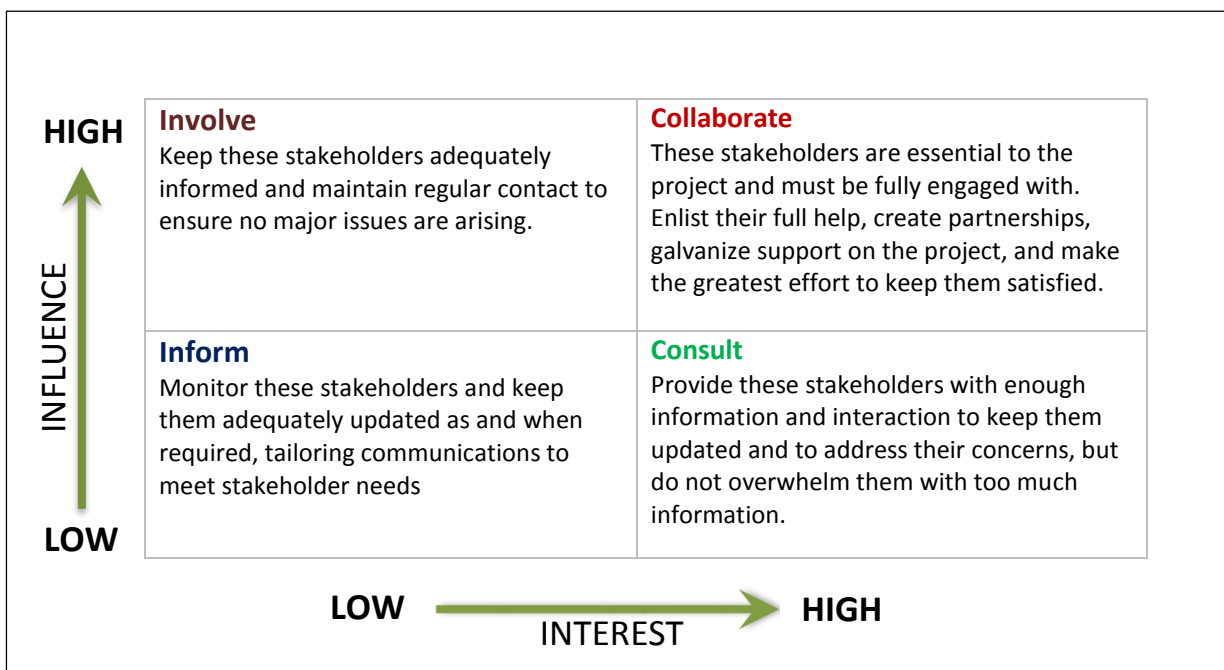 HIGH
INFLUENCE
LOW
Involve
Keep these stakeholders adequately
informed and maintain regular contact to
ensure no major issues are arising.
Collaborate
These stakeholders are essential to the
project and must be fully engaged with.
Enlist their full help, create partnerships,
galvanize support on the project, and make
the greatest effort to keep them satisfied.
Inform
Monitor these stakeholders and keep
them adequately updated as and when
required, tailoring communications to
meet stakeholder needs
Consult
Provide these stakeholders with enough
information and interaction to keep them
updated and to address their concerns, but
do not overwhelm them with too much
information.
LOW
HIGH
INTEREST